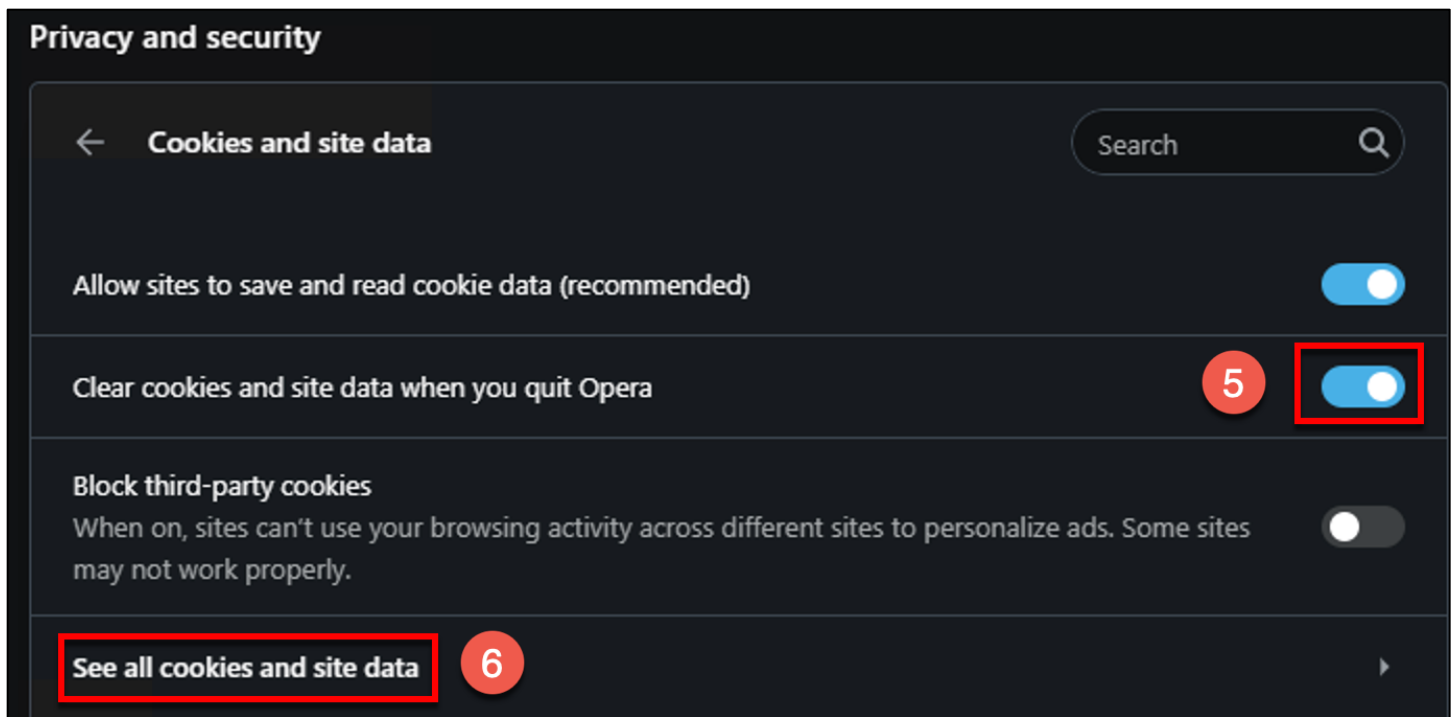 Privacy and security
Cookies and site data
Search
Allow sites to save and read cookie data (recommended)
Clear cookies and site data when you quit Opera
5
Block third-party cookies
When on, sites can't use your browsing activity across different sites to personalize ads. Some sites
may not work properly.
See all cookies and site data
6